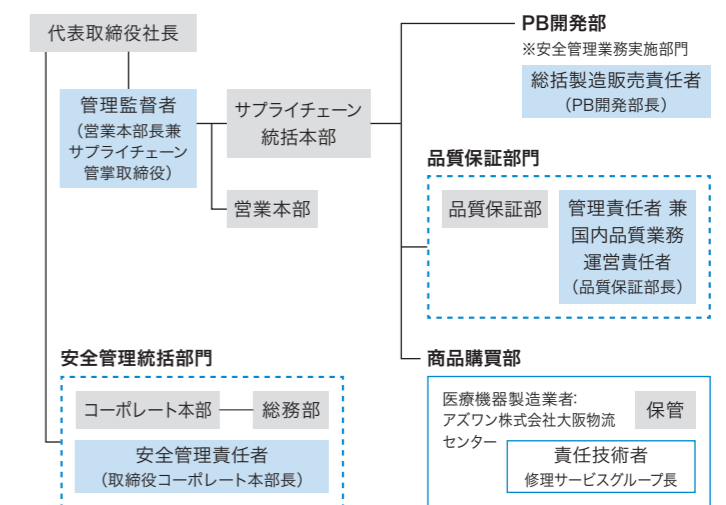 代表取締役社長
管理監督者
（営業本部長兼
サプライチェーン
管掌取締役）
サプライチェーン
統括本部
営業本部
PB開発部
※安全管理業務実施部門
総括製造販売責任者
（PB開発部長）
品質保証部門
品質保証部
管理責任者 兼
国内品質業務
運営責任者
（品質保証部長）
安全管理統括部門
コーポレート本部
総務部
安全管理責任者
（取締役コーポレート本部長）
商品購買部
医療機器製造業者:
アズワン株式会社大阪物流
センター
保管
責任技術者
修理サービスグループ長